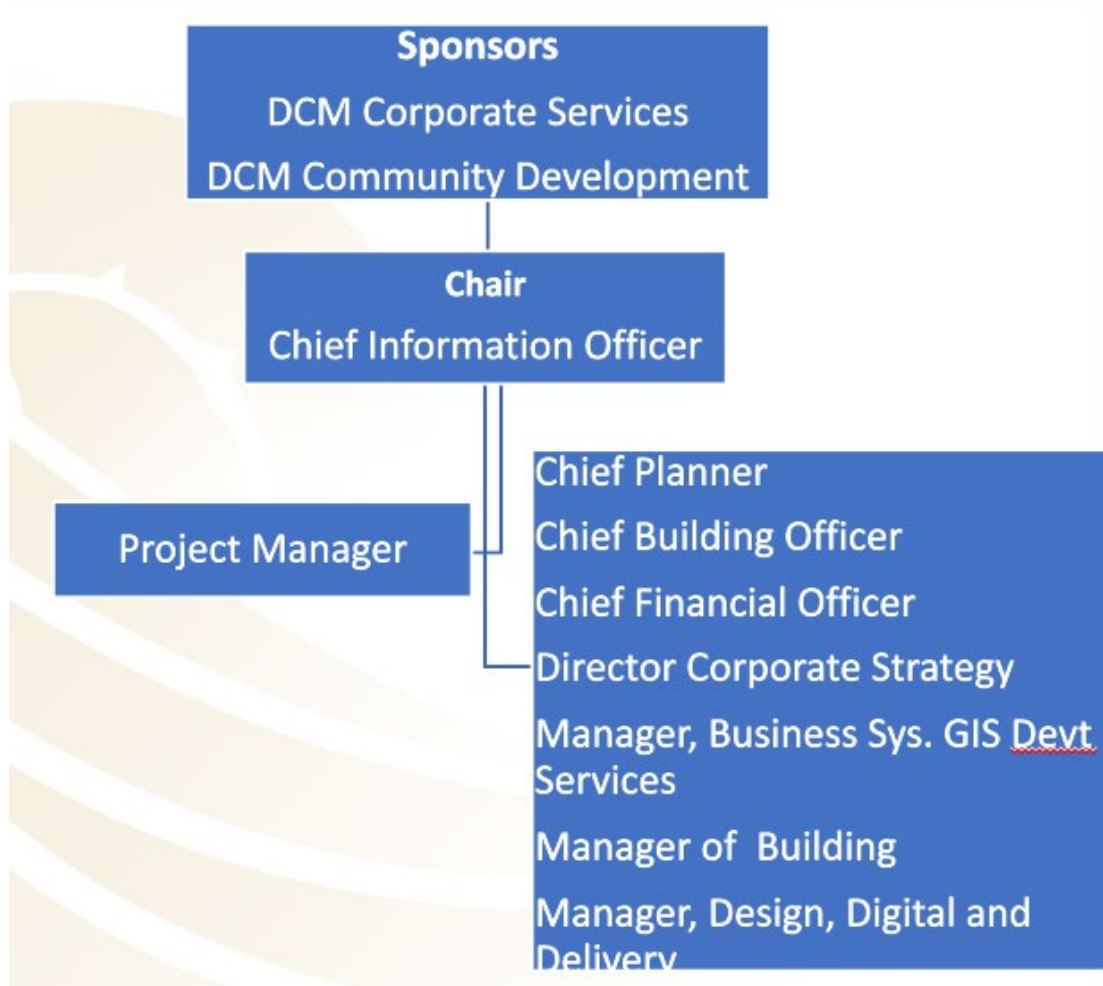 Sponsors
DCM Corporate Services
DCM Community Development
Chair
Chief Information Officer
Project Manager
Chief Planner
Chief Building Officer
Chief Financial Officer
Director Corporate Strategy
Manager, Business Sys. GIS Devt
Services
Manager of  Building
Manager, Design, Digital and
Delivery